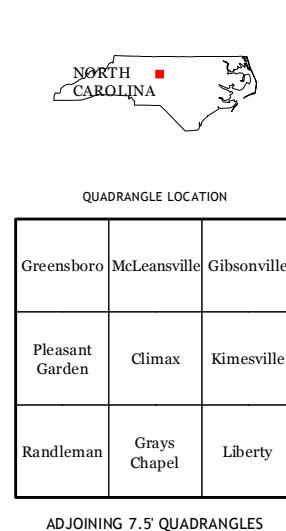 NORTH
CAROLINA
QUADRANGLE LOCATION
Greensboro McLeansville Gibsonville
Pleasant
Garden
Climax
Kimesville
Randleman
Grays
Chapel
Liberty
ADJOINING 7.5' QUADRANGLES